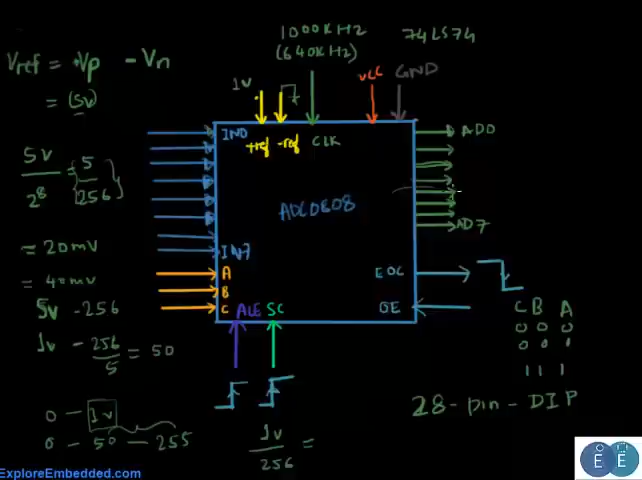 1000KHz
(640KHz)
74LS74
Vref = +Vp - Vn
= (5V)
1V
VCC
GND
IN0
+ref
-ref
CLK
AD0
5V / 2^8 = {5/256}
ADC0808
AD7
= 20mV
IN7
= 40mV
A
B
C
ALE
SC
EOC
OE
5V - 256
1V - 256/5 = 50
C B A
0 0 0
0 0 1
1 1 1
28-pin-DIP
0 - 1V
0 - 50 - 255
1V / 256 =
E E
ExploreEmbedded.com